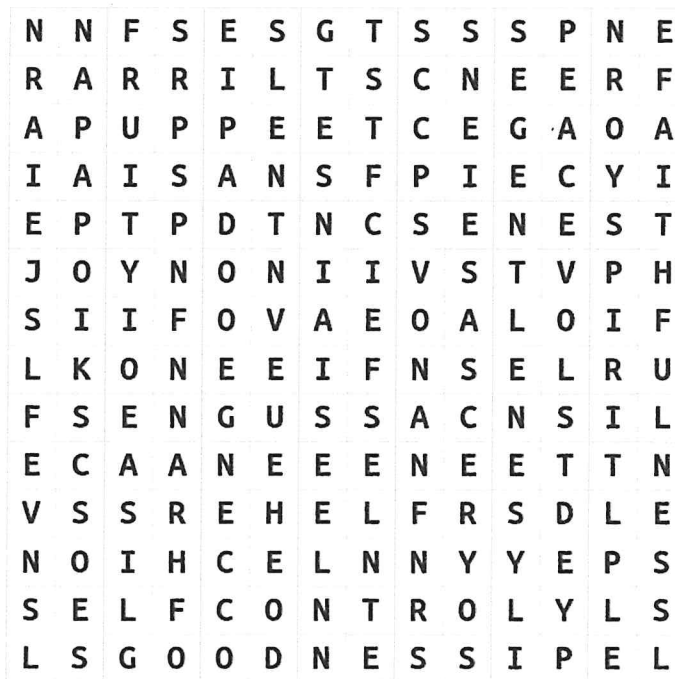 N N F S E S G T S S S P N E
R A R R I L T S C N E E R F
A P U P P E E T C E G A O A
I A I S A N S F P I E C Y I
E P T P D T N C S E N E S T
J O Y N O N I I V S T V P H
S I I F O V A E O A L O I F
L K O N E E I F N S E L R U
F S E N G U S S A C N S I L
E C A A N E E E N E E T T N
V S S R E H E L F R S D L E
N O I H C E L N N Y Y E P S
S E L F C O N T R O L Y L S
L S G O O D N E S S I P E L